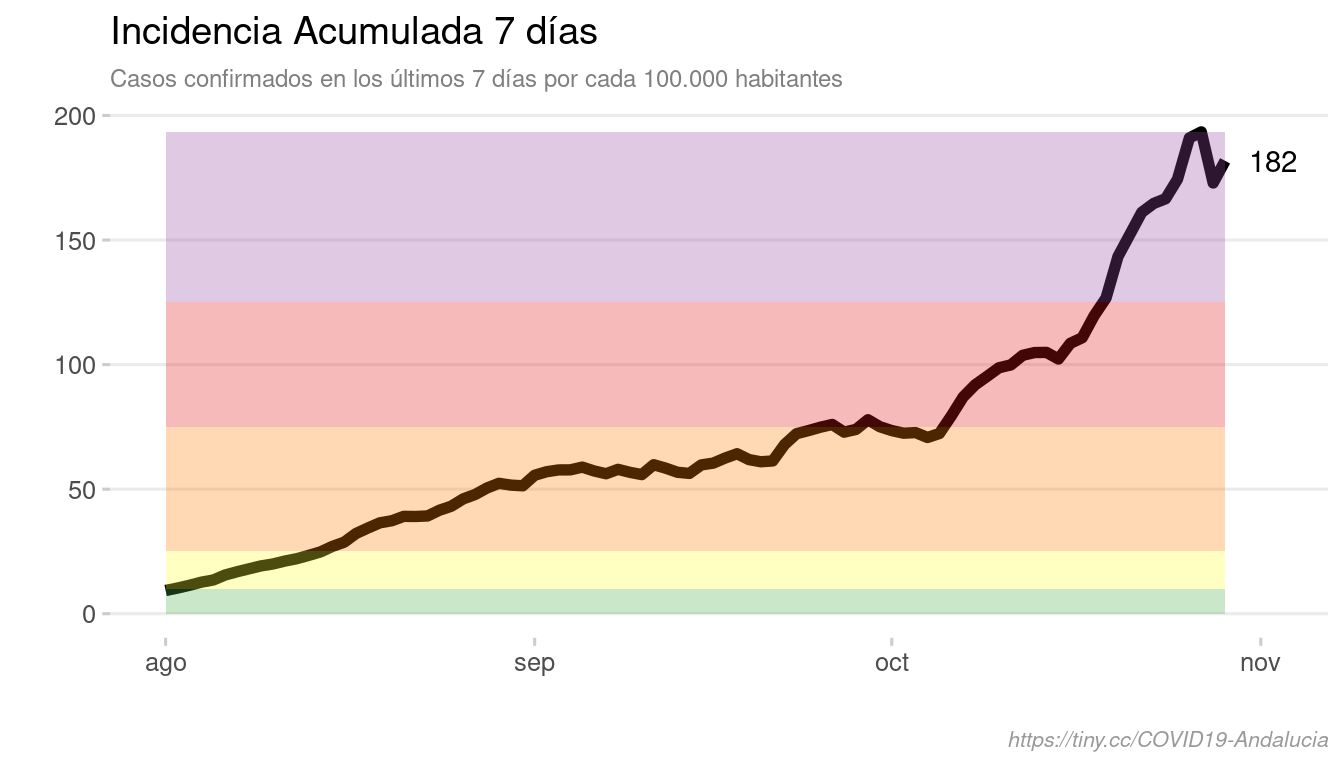 Incidencia Acumulada 7 días
Casos confirmados en los últimos 7 días por cada 100.000 habitantes
200
182
150
100
50
0
ago sep oct nov
https://tiny.cc/COVID19-Andalucia